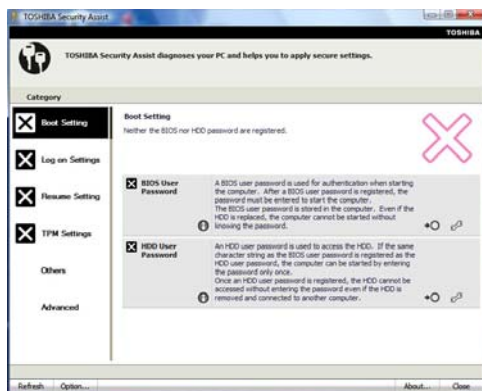 TOSHIBA Security Assist
TOSHIBA
TOSHIBA Security Assist diagnoses your PC and helps you to apply secure settings.
Category
Boot Setting
Log on Settings
Resume Setting
TPM Settings
Others
Advanced
Boot Setting
Neither the BIOS nor HDD password are registered.
BIOS User
Password
A BIOS user password is used for authentication when starting
the computer. After a BIOS user password is registered, the
password must be entered to start the computer.
The BIOS user password is stored in the computer. Even if the
HDD is replaced, the computer cannot be started without
knowing the password.
HDD User
Password
An HDD user password is used to access the HDD. If the same
character string as the BIOS user password is registered as the
HDD user password, the computer can be started by entering
the password only once.
Once an HDD user password is registered, the HDD cannot be
accessed without entering the password even if the HDD is
removed and connected to another computer.
Refresh Option... About... Close